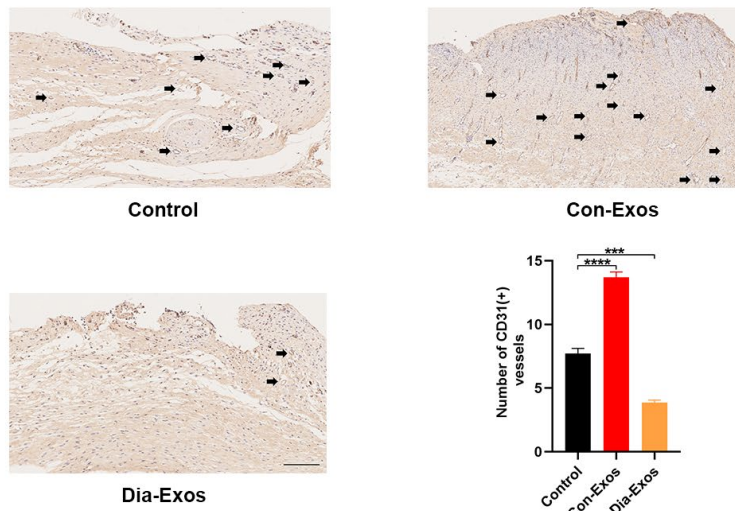 Control
Con-Exos
Dia-Exos
Number of CD31(+)
vessels
15
10
5
0
***
****
Control
Con-Exos
Dia-Exos